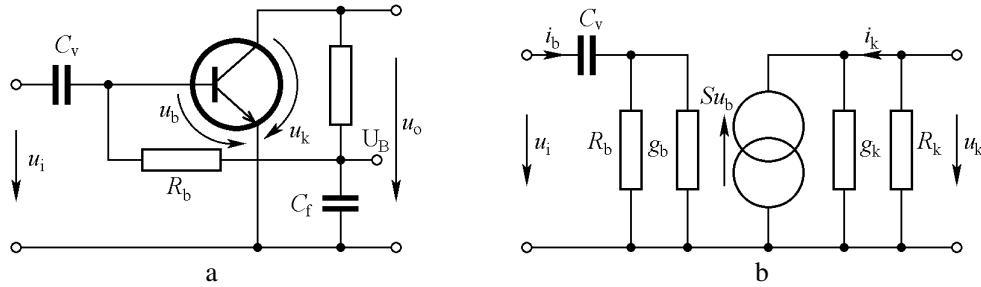 C_v
u_i
u_b
u_k
u_o
U_B
R_b
C_f
a
i_b
C_v
i_k
Su_b
u_i
R_b
g_b
g_k
R_k
u_k
b